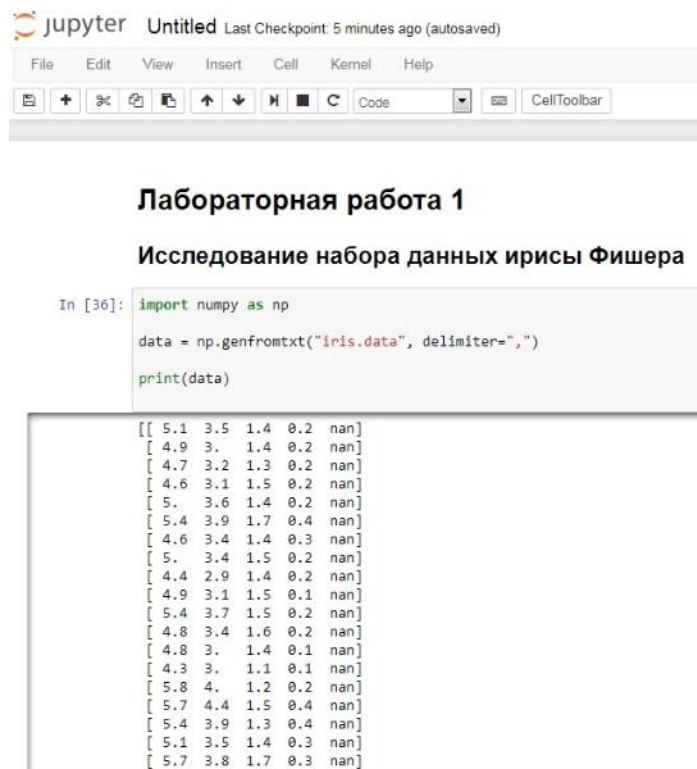 jupyter Untitled Last Checkpoint: 5 minutes ago (autosaved)
File Edit View Insert Cell Kernel Help
Code CellToolbar
Лабораторная работа 1
Исследование набора данных ирисы Фишера
In [36]: import numpy as np
data = np.genfromtxt("iris.data", delimiter=",")
print(data)
[[ 5.1 3.5 1.4 0.2 nan]
[ 4.9 3. 1.4 0.2 nan]
[ 4.7 3.2 1.3 0.2 nan]
[ 4.6 3.1 1.5 0.2 nan]
[ 5. 3.6 1.4 0.2 nan]
[ 5.4 3.9 1.7 0.4 nan]
[ 4.6 3.4 1.4 0.3 nan]
[ 5. 3.4 1.5 0.2 nan]
[ 4.4 2.9 1.4 0.2 nan]
[ 4.9 3.1 1.5 0.1 nan]
[ 5.4 3.7 1.5 0.2 nan]
[ 4.8 3.4 1.6 0.2 nan]
[ 4.8 3. 1.4 0.1 nan]
[ 4.3 3. 1.1 0.1 nan]
[ 5.8 4. 1.2 0.2 nan]
[ 5.7 4.4 1.5 0.4 nan]
[ 5.4 3.9 1.3 0.4 nan]
[ 5.1 3.5 1.4 0.3 nan]
[ 5.7 3.8 1.7 0.3 nan]